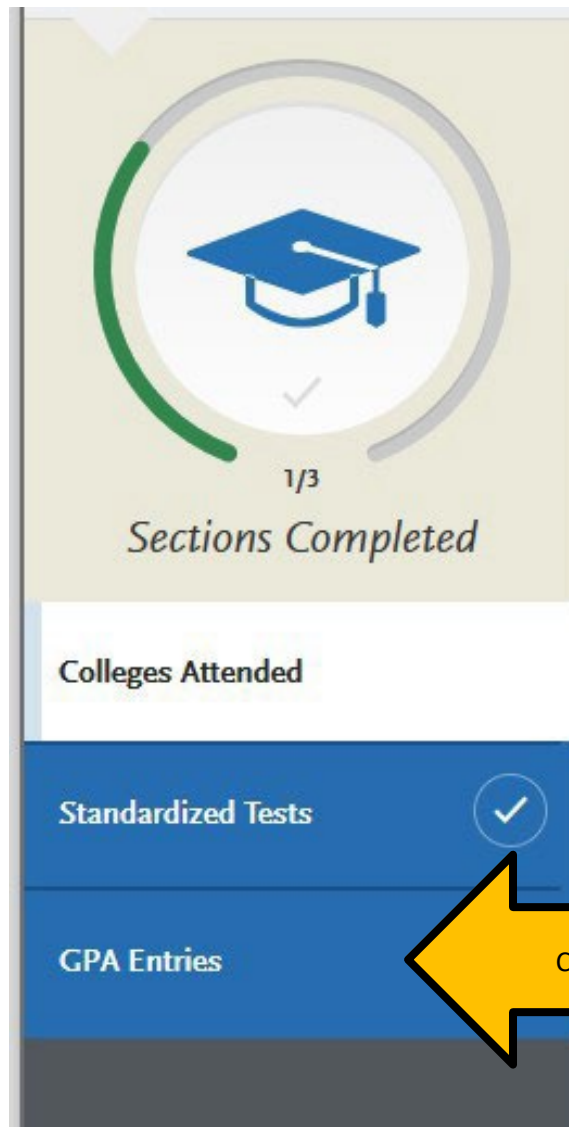 1/3
Sections Completed
Colleges Attended
Standardized Tests
GPA Entries